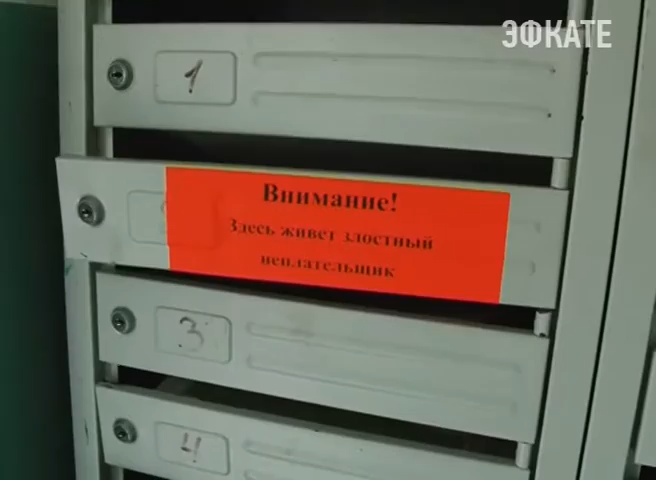 ЭФКАТЕ
1
Внимание!
Здесь живет злостный
неплательщик
3
4